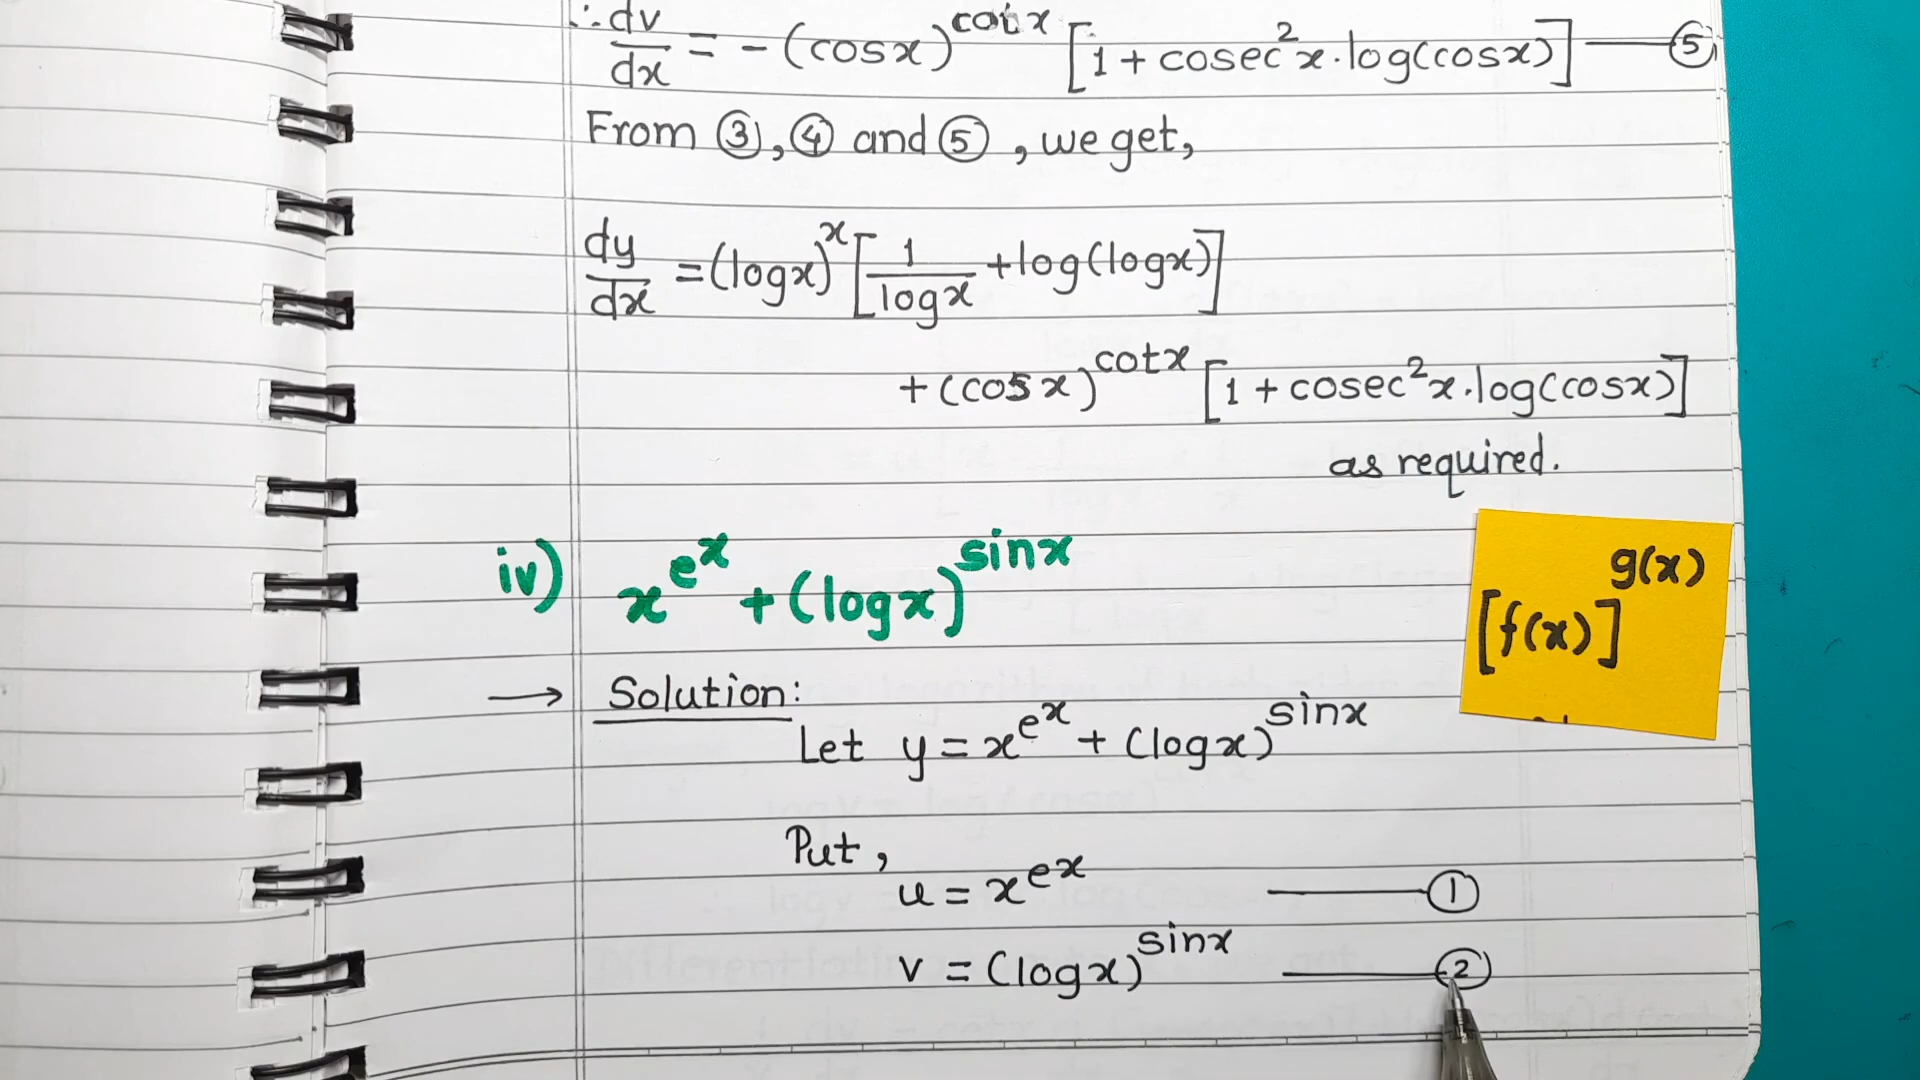 ∴ dv/dx = -(cosx)^cotx [1 + cosec²x.log(cosx)] —— ⑤
From ③, ④ and ⑤, we get,
dy/dx = (logx)^x [1/logx + log(logx)]
+ (cosx)^cotx [1 + cosec²x.log(cosx)]
as required.
iv) x^e^x + (logx)^sinx
[f(x)]^g(x)
→ Solution:
Let y = x^e^x + (logx)^sinx
Put,
u = x^e^x —— ①
v = (logx)^sinx —— ②